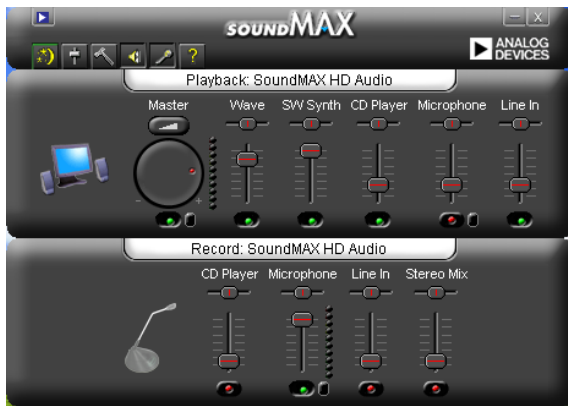 SOUNDMAX
ANALOG
DEVICES
?
Playback: SoundMAX HD Audio
Master Wave SW Synth CD Player Microphone Line In
- +
Record: SoundMAX HD Audio
CD Player Microphone Line In Stereo Mix